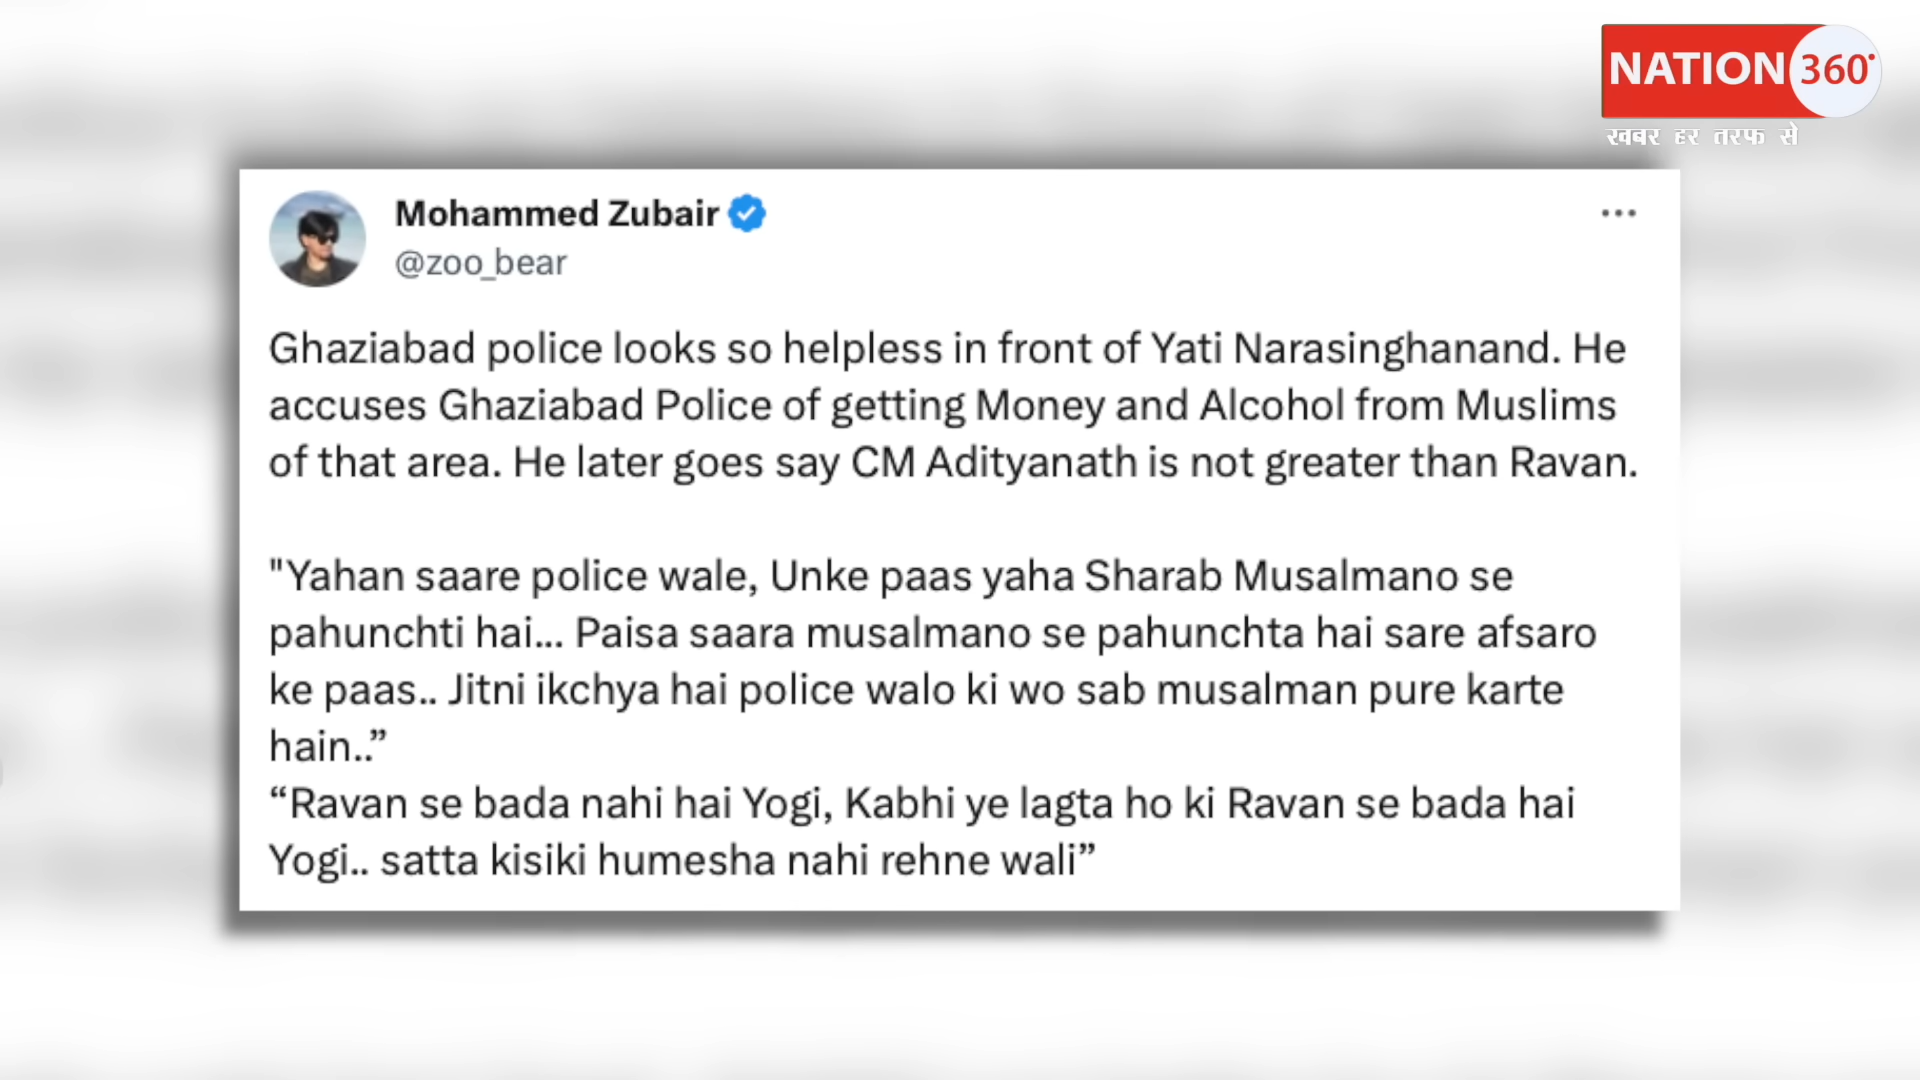 NATION 360°
खबर हर तरफ से
Mohammed Zubair
@zoo_bear
Ghaziabad police looks so helpless in front of Yati Narasinghanand. He
accuses Ghaziabad Police of getting Money and Alcohol from Muslims
of that area. He later goes say CM Adityanath is not greater than Ravan.
"Yahan saare police wale, Unke paas yaha Sharab Musalmano se
pahunchti hai... Paisa saara musalmano se pahunchta hai sare afsaro
ke paas.. Jitni ikchya hai police walo ki wo sab musalman pure karte
hain..”
“Ravan se bada nahi hai Yogi, Kabhi ye lagta ho ki Ravan se bada hai
Yogi.. satta kisiki humesha nahi rehne wali”